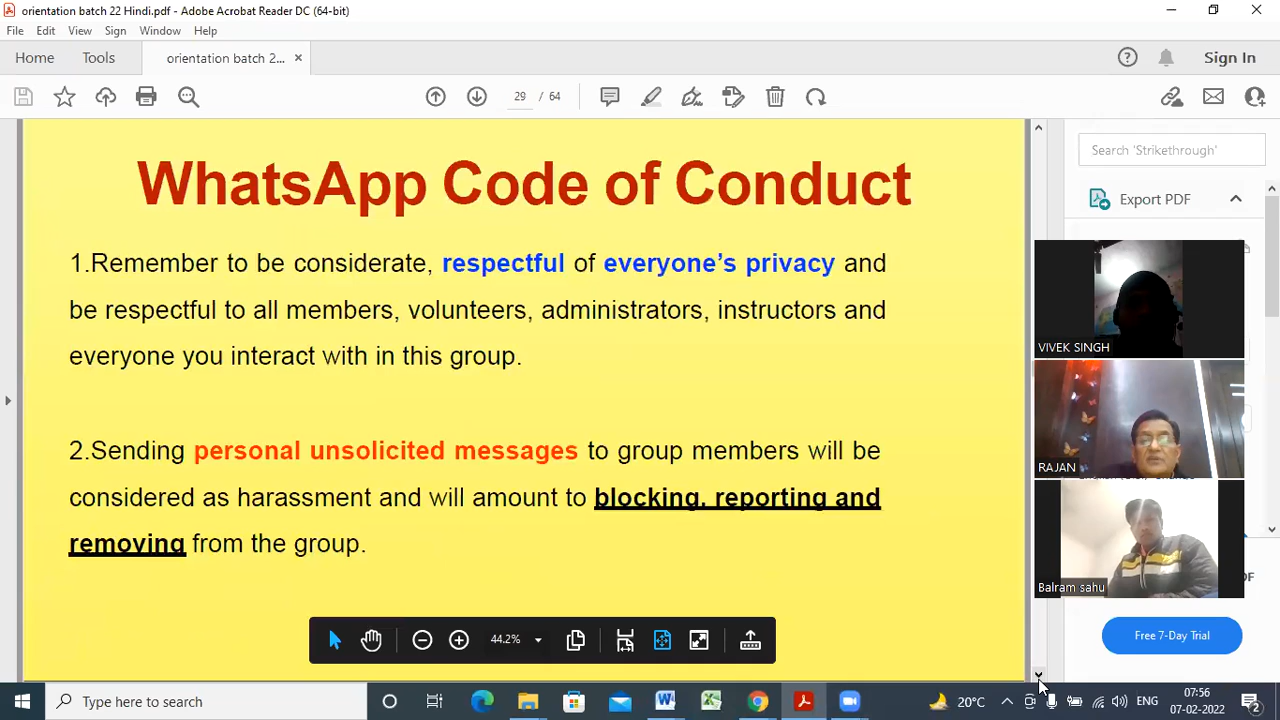 orientation batch 22 Hindi.pdf - Adobe Acrobat Reader DC (64-bit)
File Edit View Sign Window Help
Home Tools orientation batch 2... Sign In
29 / 64
Search 'Strikethrough'
Export PDF
WhatsApp Code of Conduct
1.Remember to be considerate, respectful of everyone's privacy and
be respectful to all members, volunteers, administrators, instructors and
everyone you interact with in this group.
2.Sending personal unsolicited messages to group members will be
considered as harassment and will amount to blocking, reporting and
removing from the group.
VIVEK SINGH
RAJAN
Balram sahu
44.2%
Free 7-Day Trial
Type here to search
20°C ENG 07:56
07-02-2022
2